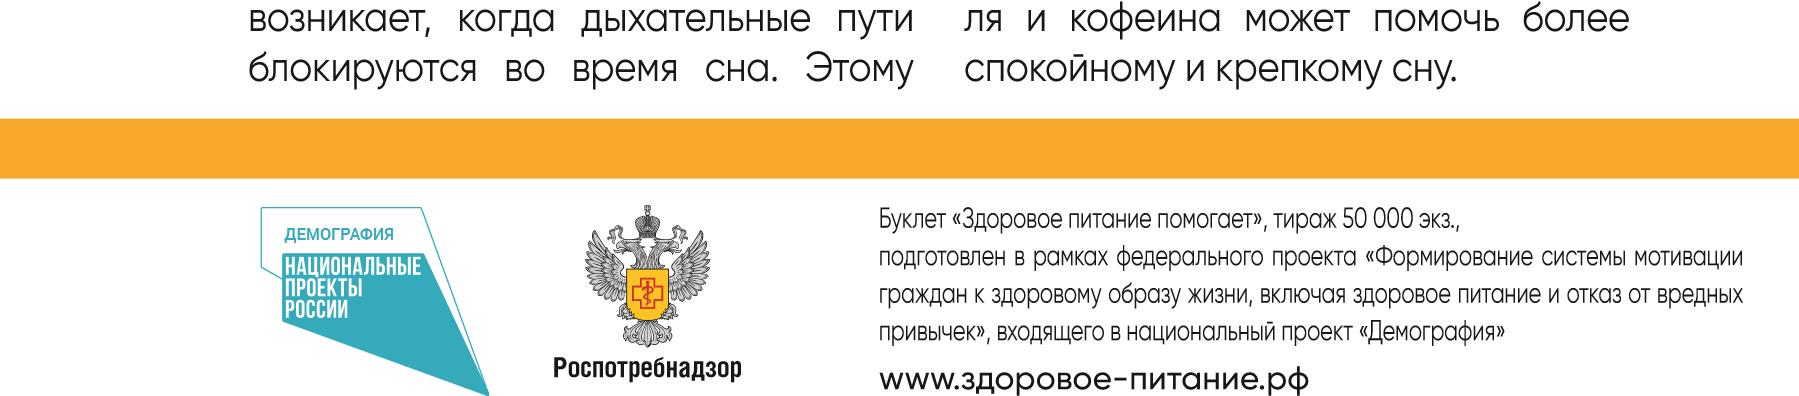 возникает, когда дыхательные пути
блокируются во время сна. Этому
ля и кофеина может помочь более
спокойному и крепкому сну.
ДЕМОГРАФИЯ
НАЦИОНАЛЬНЫЕ
ПРОЕКТЫ
РОССИИ
Роспотребнадзор
Буклет «Здоровое питание помогает», тираж 50 000 экз.,
подготовлен в рамках федерального проекта «Формирование системы мотивации
граждан к здоровому образу жизни, включая здоровое питание и отказ от вредных
привычек», входящего в национальный проект «Демография»
www.здоровое-питание.рф